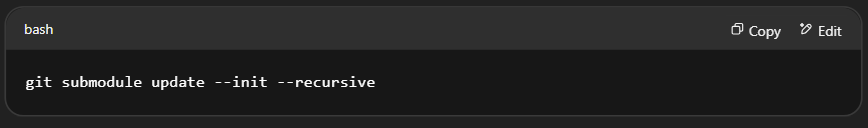 bash
Copy
Edit
git submodule update --init --recursive